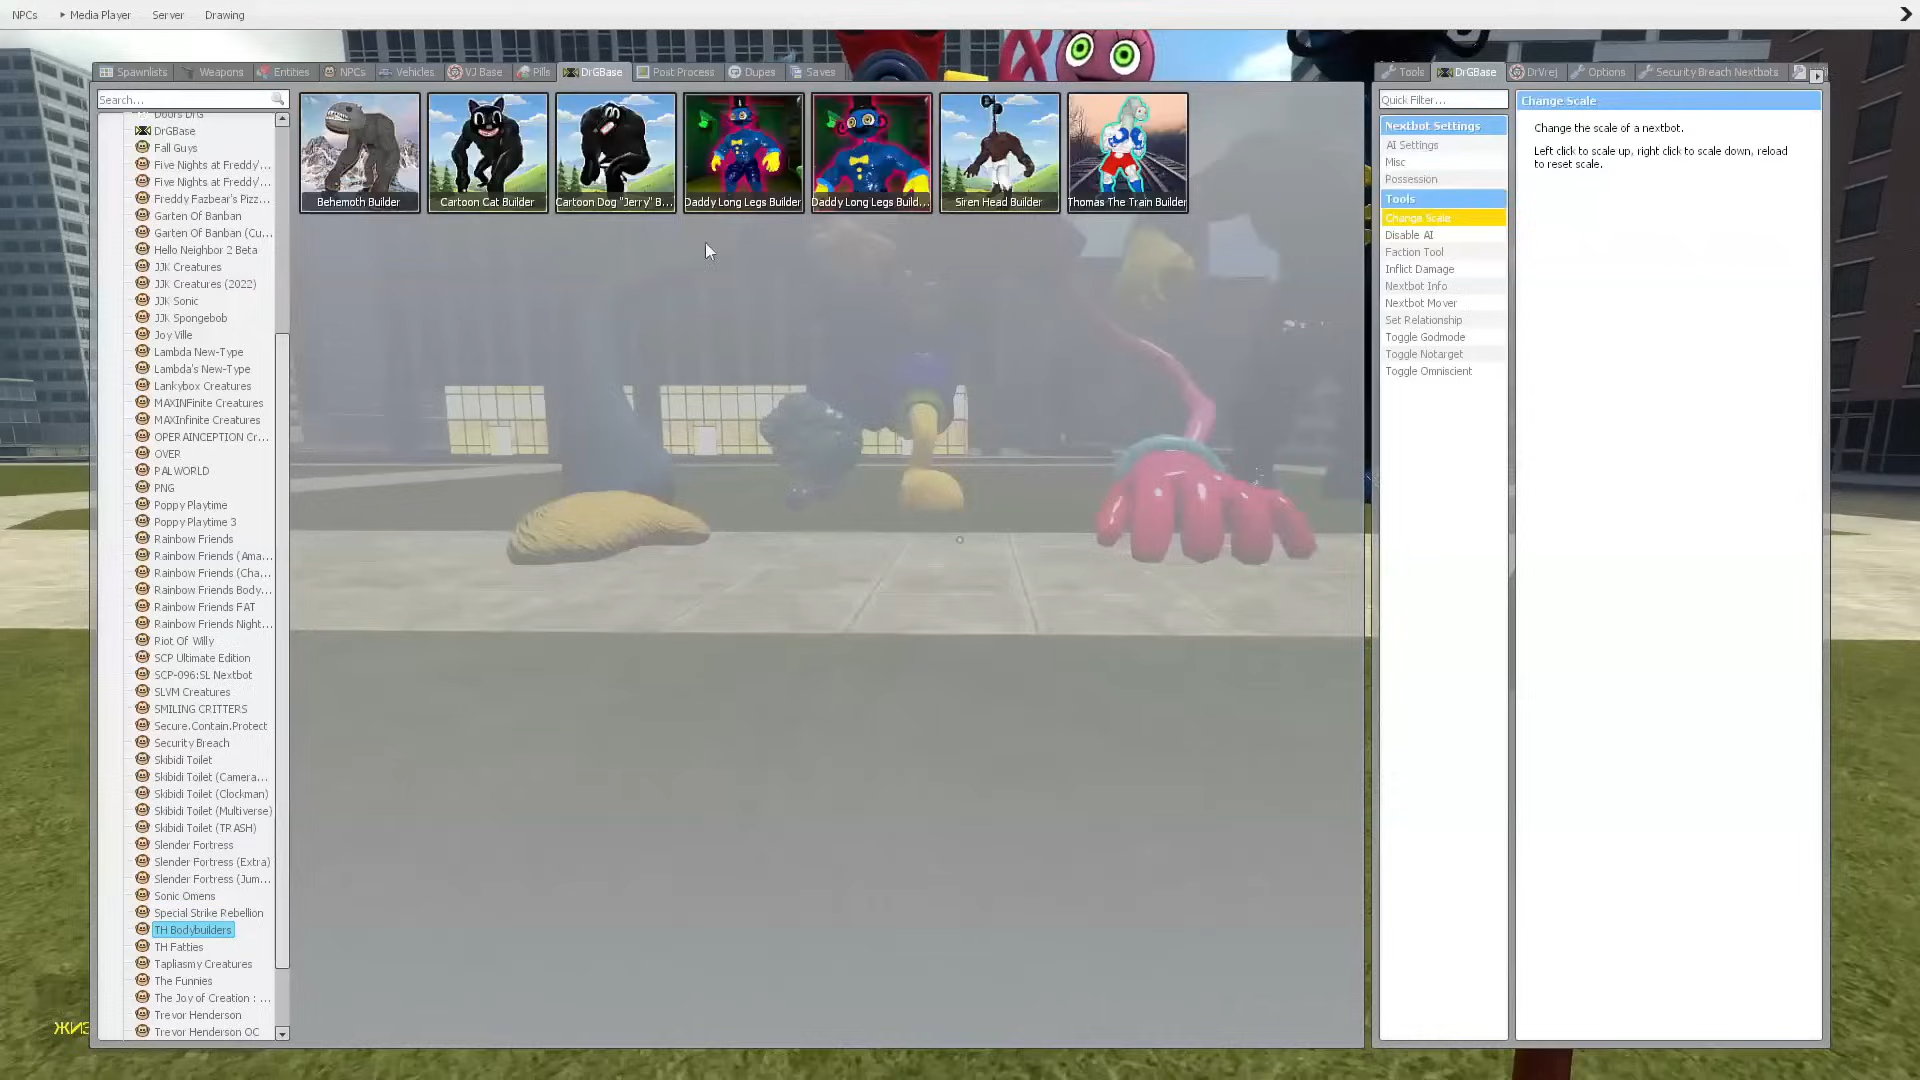 NPCs Media Player Server Drawing
Spawnlists Weapons Entities NPCs Vehicles VJ Base Pills DrGBase Post Process Dupes Saves
Search...
Doors DrG
DrGBase
Fall Guys
Five Nights at Freddy'...
Five Nights at Freddy'...
Freddy Fazbear's Pizz...
Garten Of Banban
Garten Of Banban (Cu...
Hello Neighbor 2 Beta
JJK Creatures
JJK Creatures (2022)
JJK Sonic
JJK Spongebob
Joy Ville
Lambda New-Type
Lambda's New-Type
Lankybox Creatures
MAXINFinite Creatures
MAXInfinite Creatures
OPERAINCEPTION Cr...
OVER
PALWORLD
PNG
Poppy Playtime
Poppy Playtime 3
Rainbow Friends
Rainbow Friends (Ama...
Rainbow Friends (Cha...
Rainbow Friends Body...
Rainbow Friends FAT
Rainbow Friends Night...
Riot Of Willy
SCP Ultimate Edition
SCP-096:SL Nextbot
SLVM Creatures
SMILING CRITTERS
Secure.Contain.Protect
Security Breach
Skibidi Toilet
Skibidi Toilet (Camera...
Skibidi Toilet (Clockman)
Skibidi Toilet (Multiverse)
Skibidi Toilet (TRASH)
Slender Fortress
Slender Fortress (Extra)
Slender Fortress (Jum...
Sonic Omens
Special Strike Rebellion
TH Bodybuilders
TH Fatties
Tapliasmy Creatures
The Funnies
The Joy of Creation : ...
Trevor Henderson
Trevor Henderson OC
Behemoth Builder
Cartoon Cat Builder
Cartoon Dog "Jerry" B...
Daddy Long Legs Builder
Daddy Long Legs Build...
Siren Head Builder
Thomas The Train Builder
Tools DrGBase DrVrej Options Security Breach Nextbots
Quick Filter...
Nextbot Settings
AI Settings
Misc
Possession
Tools
Change Scale
Disable AI
Faction Tool
Inflict Damage
Nextbot Info
Nextbot Mover
Set Relationship
Toggle Godmode
Toggle Notarget
Toggle Omniscient
Change Scale
Change the scale of a nextbot.
Left click to scale up, right click to scale down, reload
to reset scale.